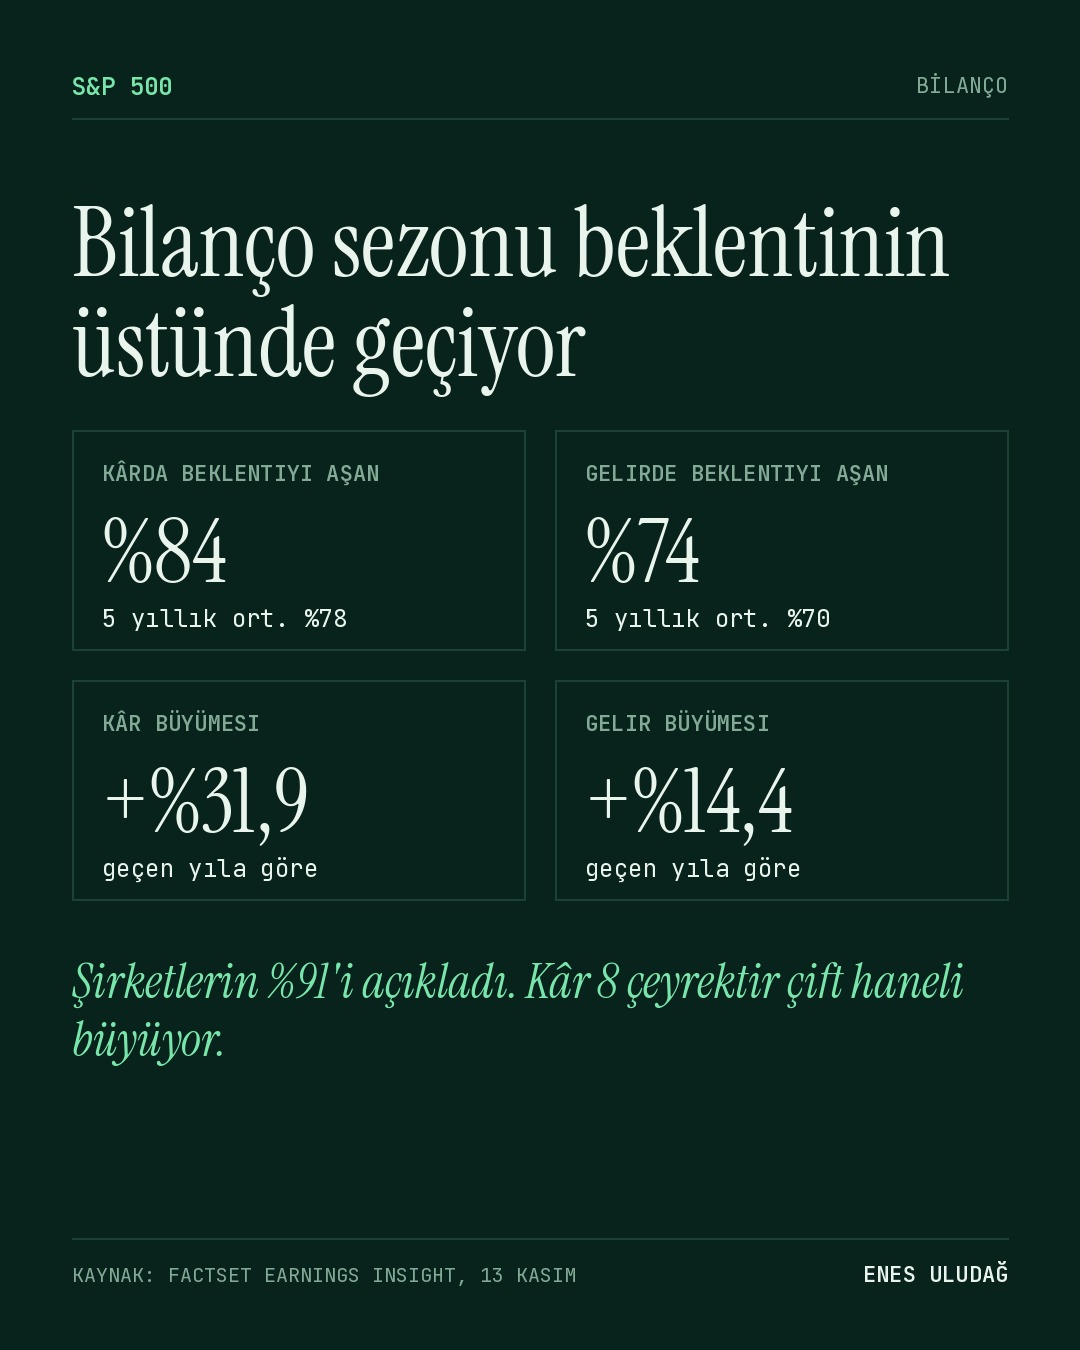 S&P 500
BİLANÇO
Bilanço sezonu beklentinin
üstünde geçiyor
KÂRDA BEKLENTIYI AŞAN
%84
5 yıllık ort. %78
GELIRDE BEKLENTIYI AŞAN
%74
5 yıllık ort. %70
KÂR BÜYÜMESI
+%31,9
geçen yıla göre
GELIR BÜYÜMESI
+%14,4
geçen yıla göre
Şirketlerin %91'i açıkladı. Kâr 8 çeyrektir çift haneli
büyüyor.
KAYNAK: FACTSET EARNINGS INSIGHT, 13 KASIM
ENES ULUDAĞ